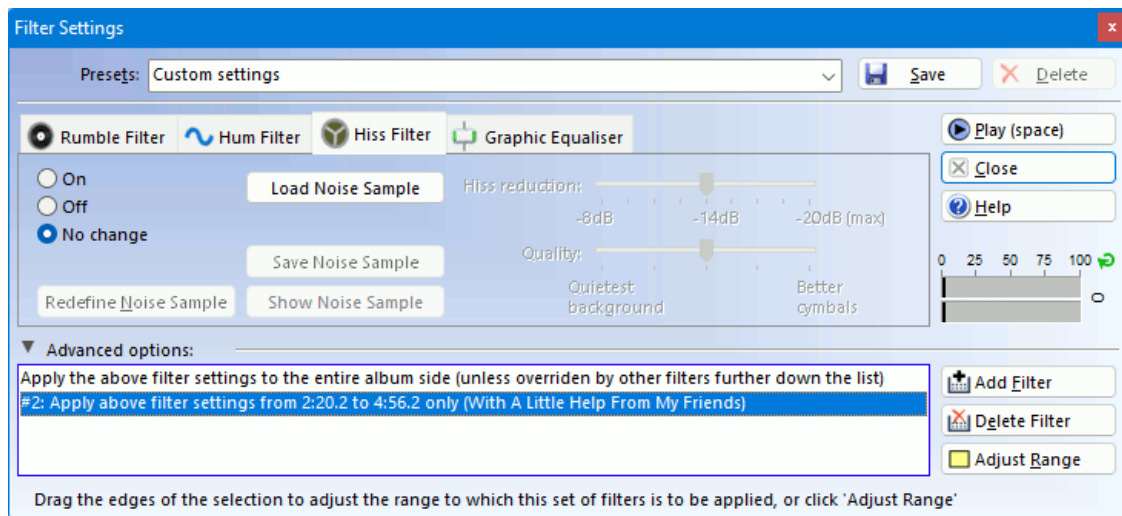 Filter Settings
x
Presets: Custom settings
Save
Delete
Rumble Filter
Hum Filter
Hiss Filter
Graphic Equaliser
Play (space)
Close
Help
On
Off
No change
Load Noise Sample
Save Noise Sample
Redefine Noise Sample
Show Noise Sample
Hiss reduction:
-8dB -14dB -20dB (max)
Quality:
Quietest background
Better cymbals
0 25 50 75 100
0
Advanced options:
Apply the above filter settings to the entire album side (unless overriden by other filters further down the list)
#2: Apply above filter settings from 2:20.2 to 4:56.2 only (With A Little Help From My Friends)
Add Filter
Delete Filter
Adjust Range
Drag the edges of the selection to adjust the range to which this set of filters is to be applied, or click 'Adjust Range'